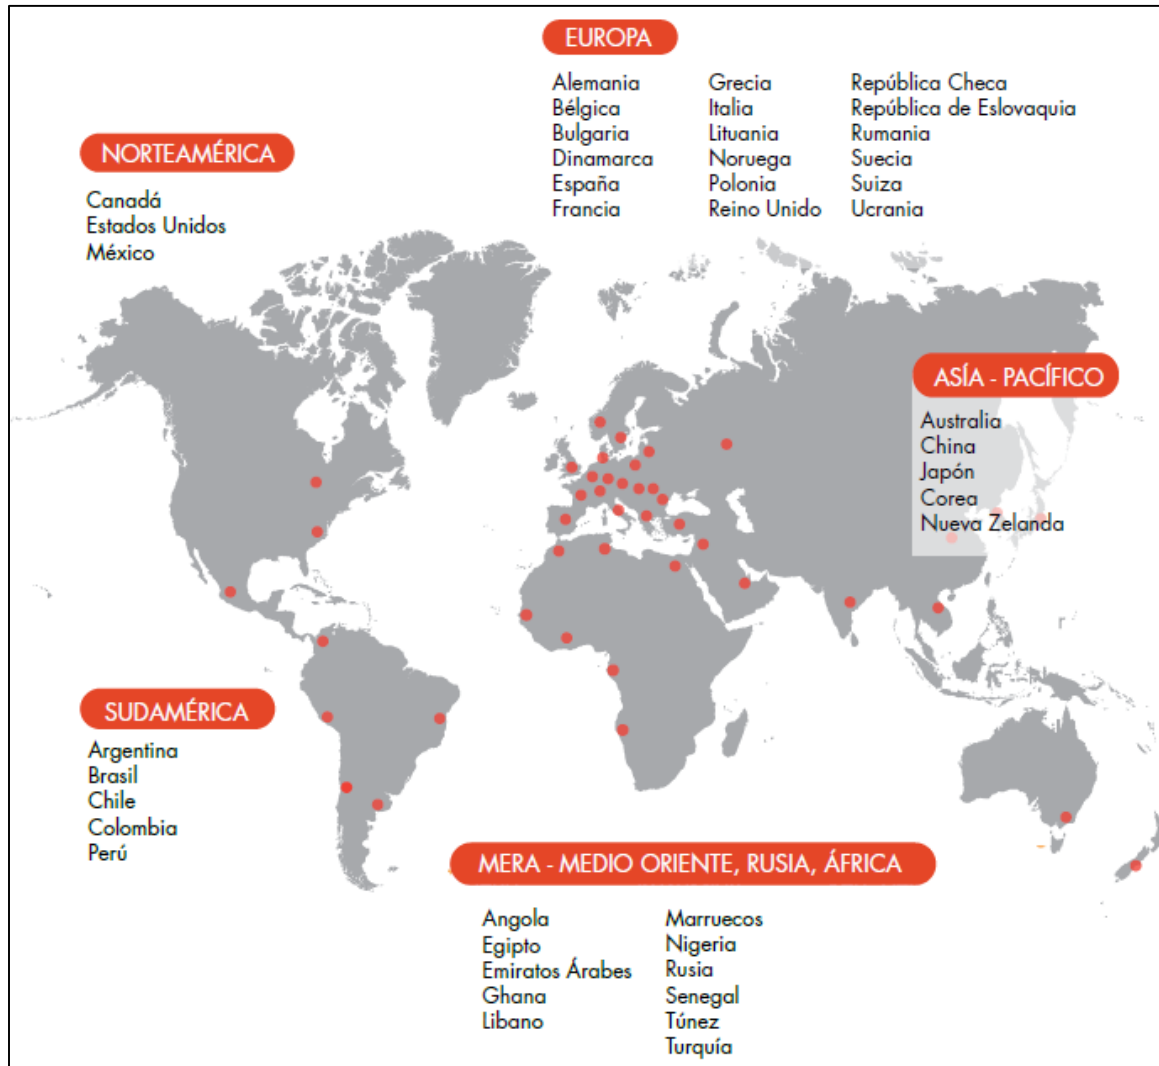 EUROPA
Alemania
Bélgica
Bulgaria
Dinamarca
España
Francia
Grecia
Italia
Lituania
Noruega
Polonia
Reino Unido
República Checa
República de Eslovaquia
Rumania
Suecia
Suiza
Ucrania
NORTEAMÉRICA
Canadá
Estados Unidos
México
ASÍA - PACÍFICO
Australia
China
Japón
Corea
Nueva Zelanda
SUDAMÉRICA
Argentina
Brasil
Chile
Colombia
Perú
MERA - MEDIO ORIENTE, RUSIA, ÁFRICA
Angola
Egipto
Emiratos Árabes
Ghana
Libano
Marruecos
Nigeria
Rusia
Senegal
Túnez
Turquía